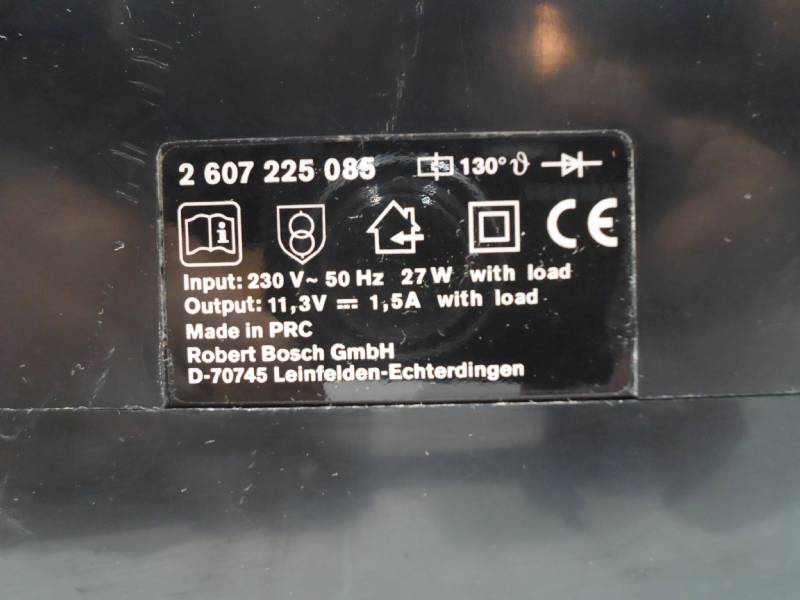 2 607 225 085 130°ϑ
i
CE
Input: 230 V~ 50 Hz 27W with load
Output: 11,3V ⎓ 1,5A with load
Made in PRC
Robert Bosch GmbH
D-70745 Leinfelden-Echterdingen